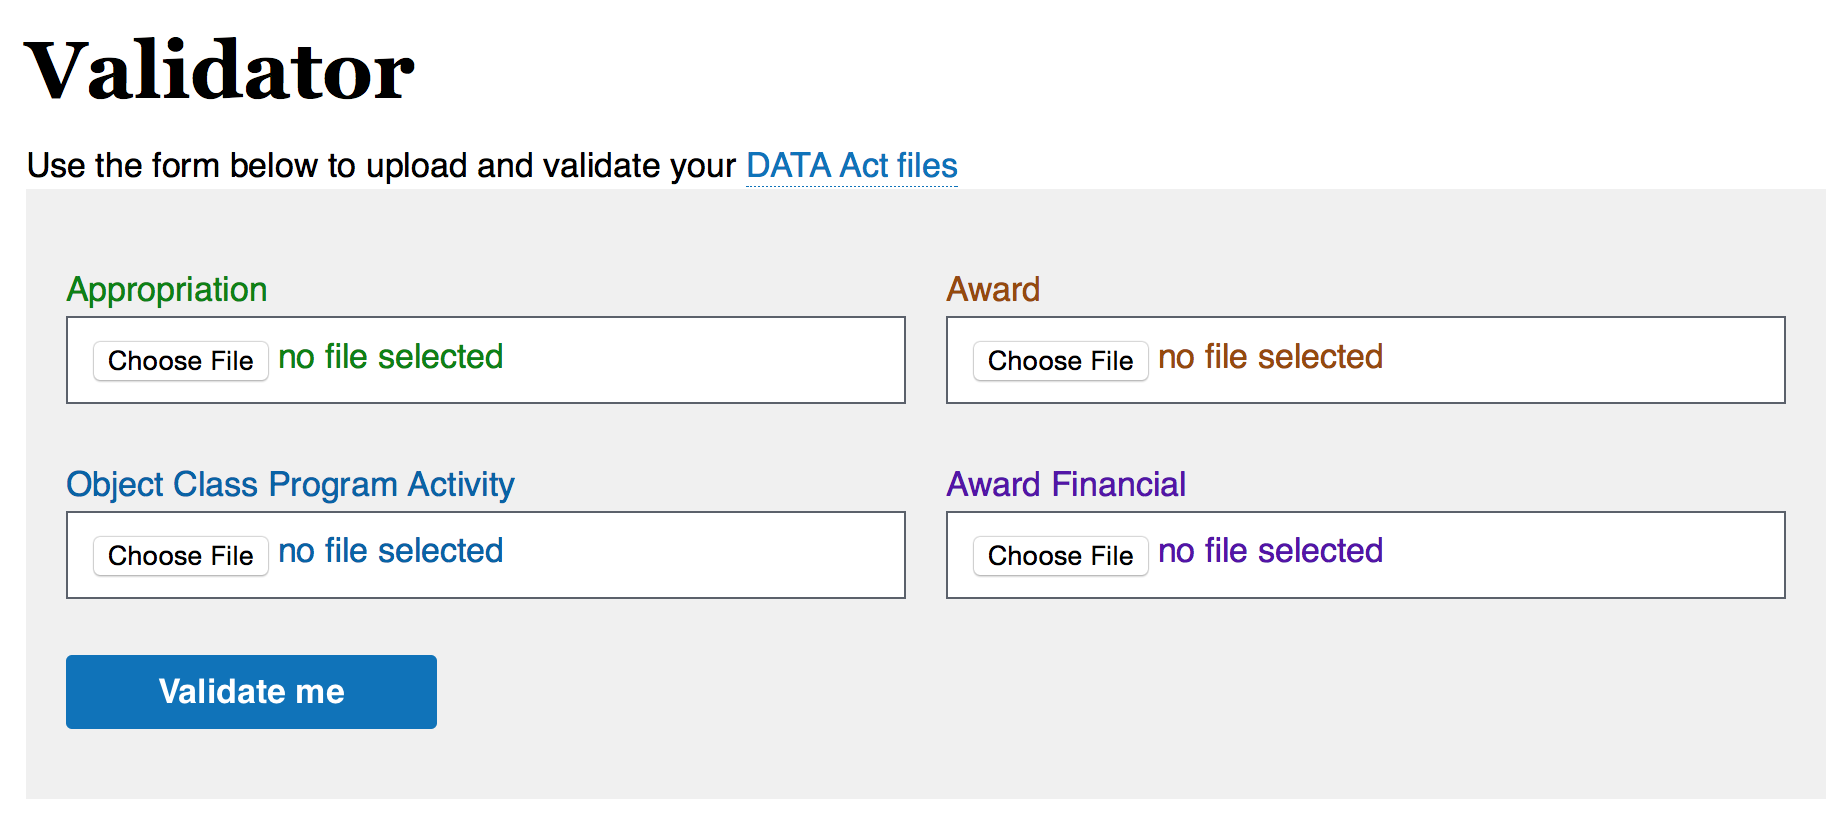 Validator
Use the form below to upload and validate your DATA Act files
Appropriation
Choose File no file selected
Award
Choose File no file selected
Object Class Program Activity
Choose File no file selected
Award Financial
Choose File no file selected
Validate me